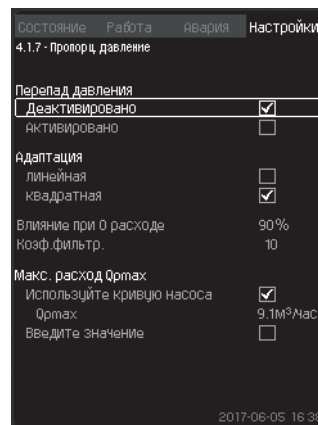 Состояние Работа Авария Настройки
4.1.7 - Пропорц. давление
Перепад давления
Деактивировано
Активировано
Адаптация
линейная
квадратная
Влияние при 0 расходе 90%
Коэф.фильтр. 10
Макс. расход Qpmax
Используйте кривую насоса
Qpmax 9.1м³/час
Введите значение
2017-06-05 16:38